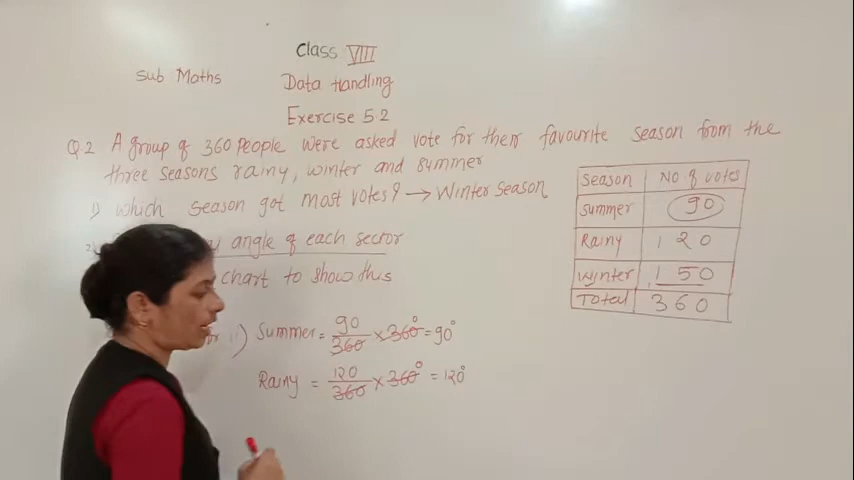 Class VIII
Sub Maths
Data Handling
Exercise 5.2
Q.2 A group of 360 People were asked vote for their favourite season from the
three seasons rainy, winter and summer
1) which season got most votes? → Winter Season
angle of each sector
chart to show this
Season No of votes
Summer 90
Rainy 120
Winter 150
Total 360
Summer = 90/360 × 360° = 90°
Rainy = 120/360 × 360° = 120°